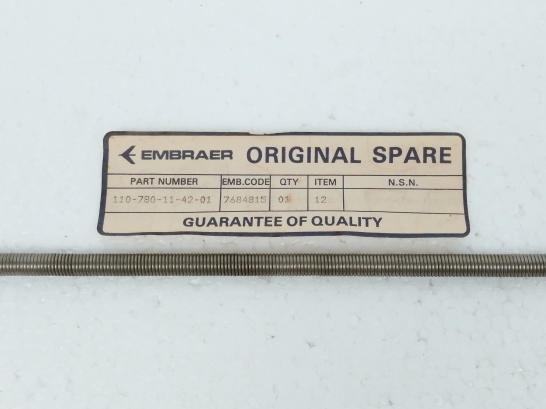 EMBRAER ORIGINAL SPARE
PART NUMBER EMB.CODE QTY ITEM N.S.N.
110-780-11-42-01 7684815 01 12
GUARANTEE OF QUALITY